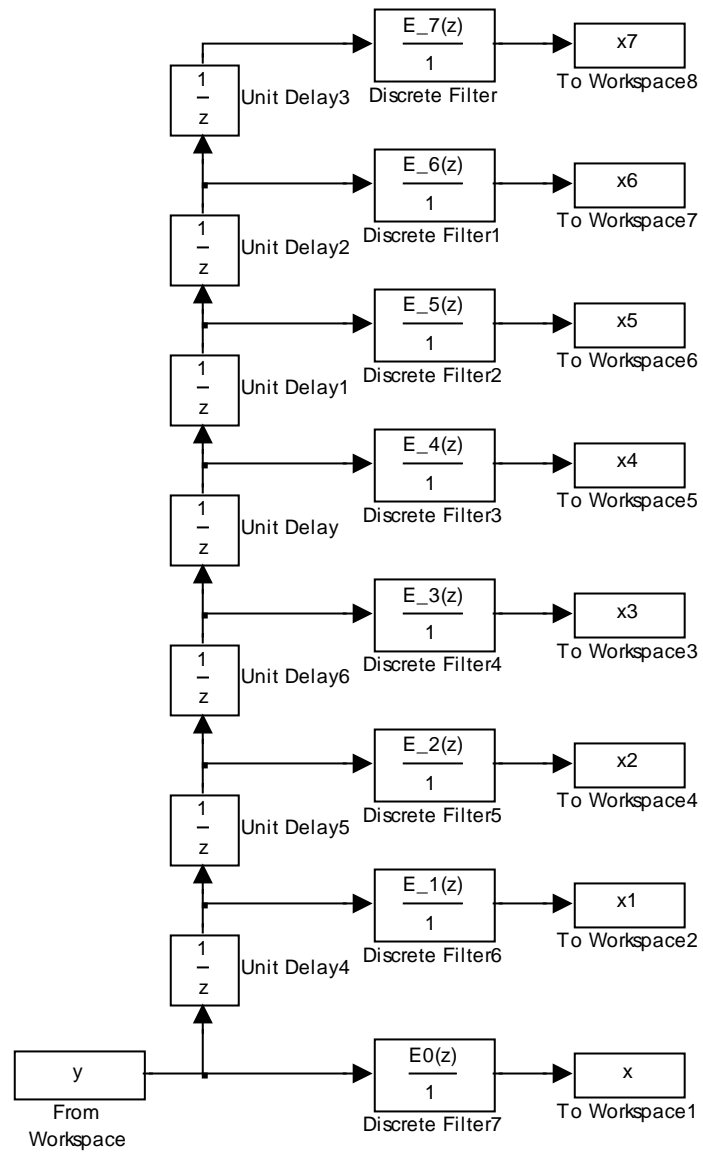 E_7(z)
1
Discrete Filter
x7
To Workspace8
1
z
Unit Delay3
E_6(z)
1
Discrete Filter1
x6
To Workspace7
1
z
Unit Delay2
E_5(z)
1
Discrete Filter2
x5
To Workspace6
1
z
Unit Delay1
E_4(z)
1
Discrete Filter3
x4
To Workspace5
1
z
Unit Delay
E_3(z)
1
Discrete Filter4
x3
To Workspace3
1
z
Unit Delay6
E_2(z)
1
Discrete Filter5
x2
To Workspace4
1
z
Unit Delay5
E_1(z)
1
Discrete Filter6
x1
To Workspace2
1
z
Unit Delay4
y
From
Workspace
E0(z)
1
Discrete Filter7
x
To Workspace1